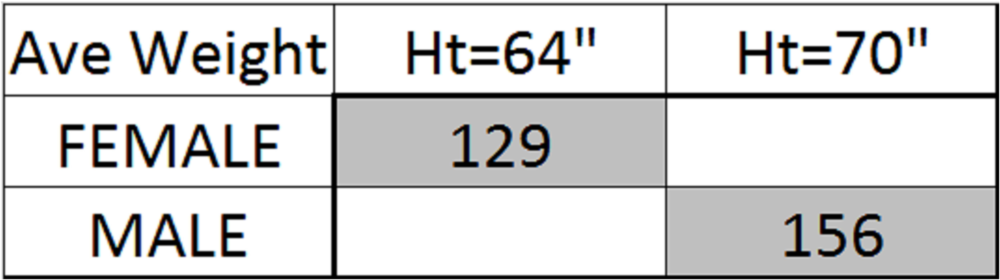 Ave Weight Ht=64" Ht=70"
FEMALE 129
MALE 156